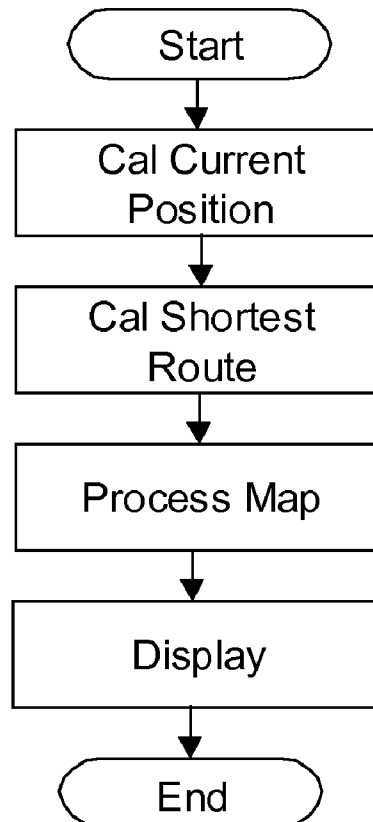 Start
Cal Current
Position
Cal Shortest
Route
Process Map
Display
End